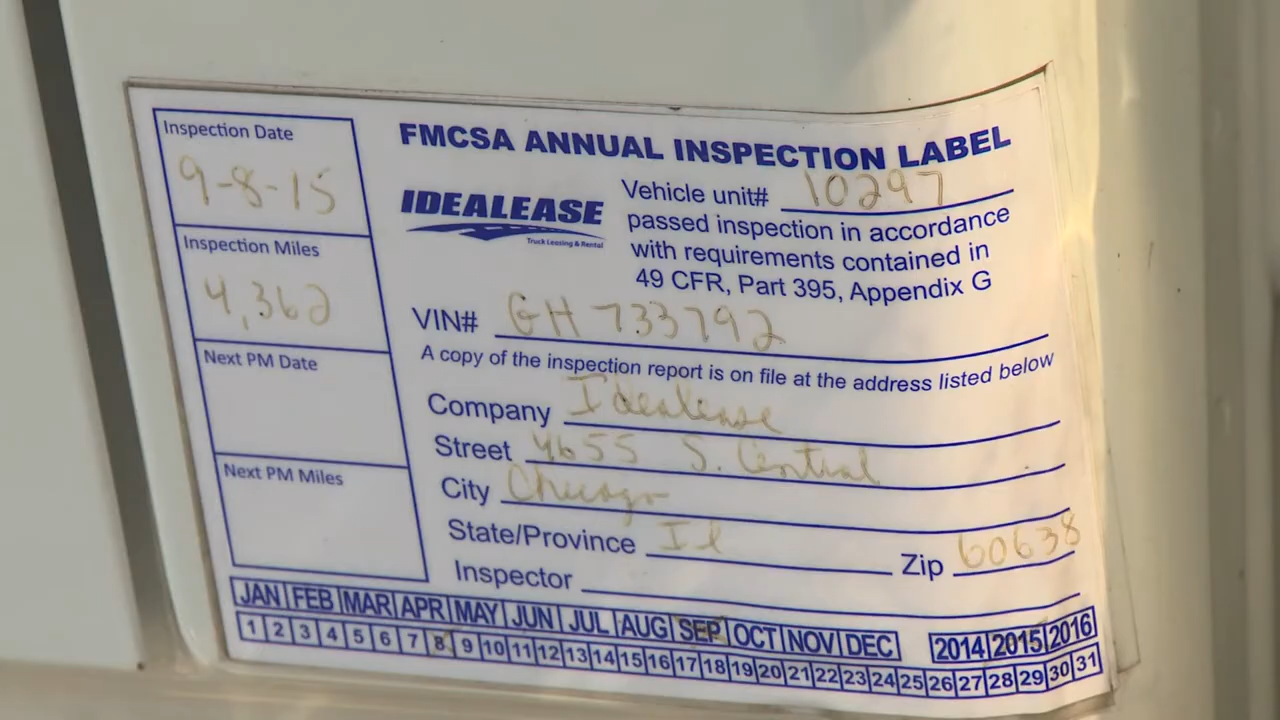 FMCSA ANNUAL INSPECTION LABEL
Inspection Date
9-8-15
Inspection Miles
4,362
Next PM Date
Next PM Miles
IDEALEASE
Truck Leasing & Rental
Vehicle unit# 10297
passed inspection in accordance
with requirements contained in
49 CFR, Part 395, Appendix G
VIN# GH 733792
A copy of the inspection report is on file at the address listed below
Company Idealease
Street 4655 S. Central
City Chicago
State/Province Il Zip 60638
Inspector
JAN FEB MAR APR MAY JUN JUL AUG SEP OCT NOV DEC 2014 2015 2016
1 2 3 4 5 6 7 8 9 10 11 12 13 14 15 16 17 18 19 20 21 22 23 24 25 26 27 28 29 30 31